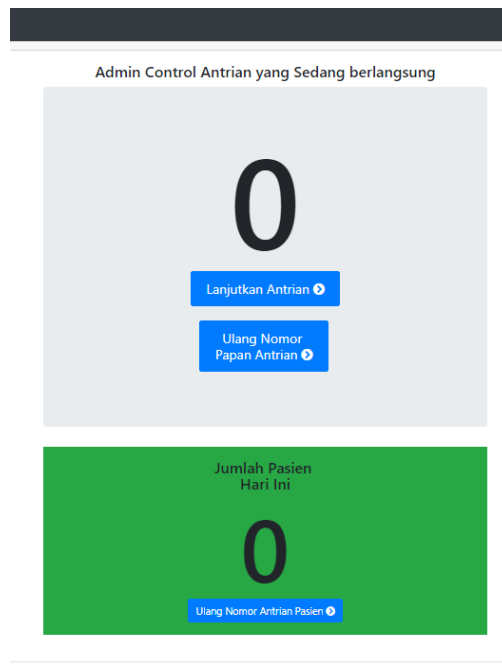 Admin Control Antrian yang Sedang berlangsung
0
Lanjutkan Antrian
Ulang Nomor
Papan Antrian
Jumlah Pasien
Hari Ini
0
Ulang Nomor Antrian Pasien